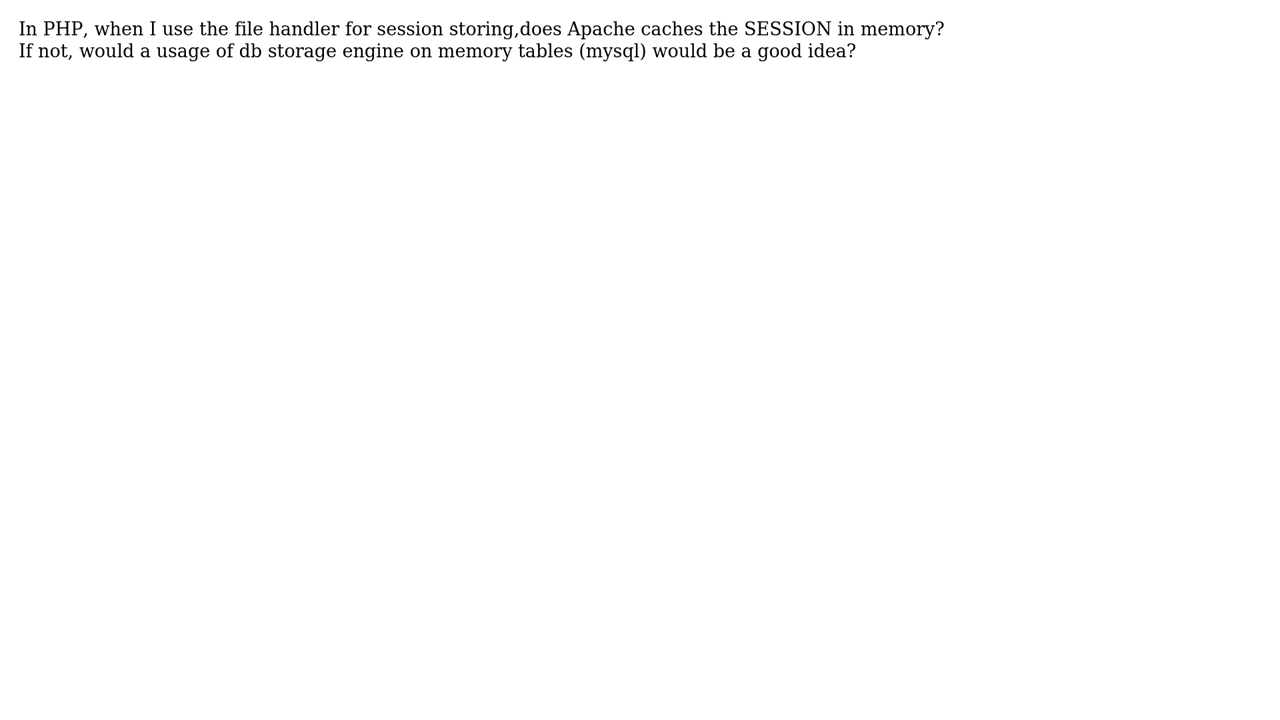 In PHP, when I use the file handler for session storing,does Apache caches the SESSION in memory?
If not, would a usage of db storage engine on memory tables (mysql) would be a good idea?